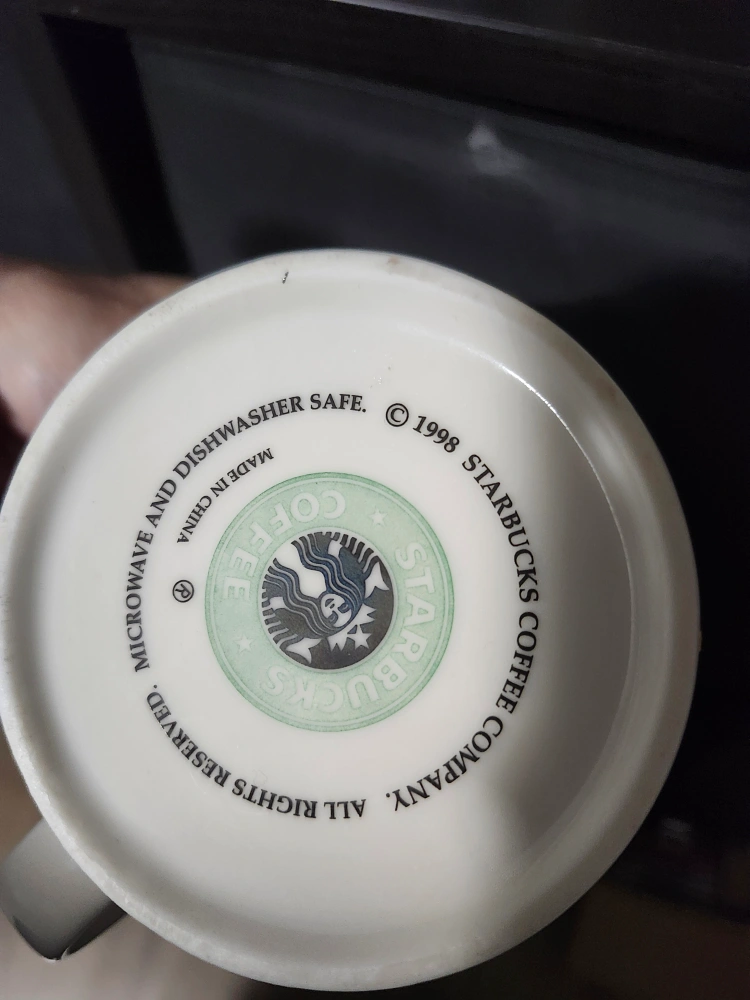 © 1998 STARBUCKS COFFEE COMPANY. ALL RIGHTS RESERVED. MICROWAVE AND DISHWASHER SAFE.
MADE IN CHINA
®
STARBUCKS COFFEE